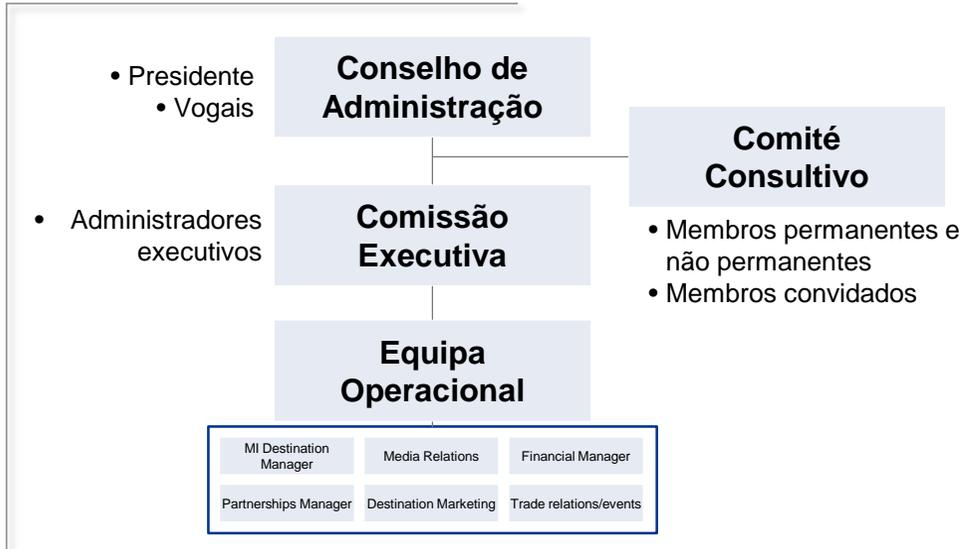 • Presidente
• Vogais
Conselho de
Administração
Comité
Consultivo
• Administradores
executivos
Comissão
Executiva
• Membros permanentes e
não permanentes
• Membros convidados
Equipa
Operacional
MI Destination
Manager
Media Relations
Financial Manager
Partnerships Manager
Destination Marketing
Trade relations/events